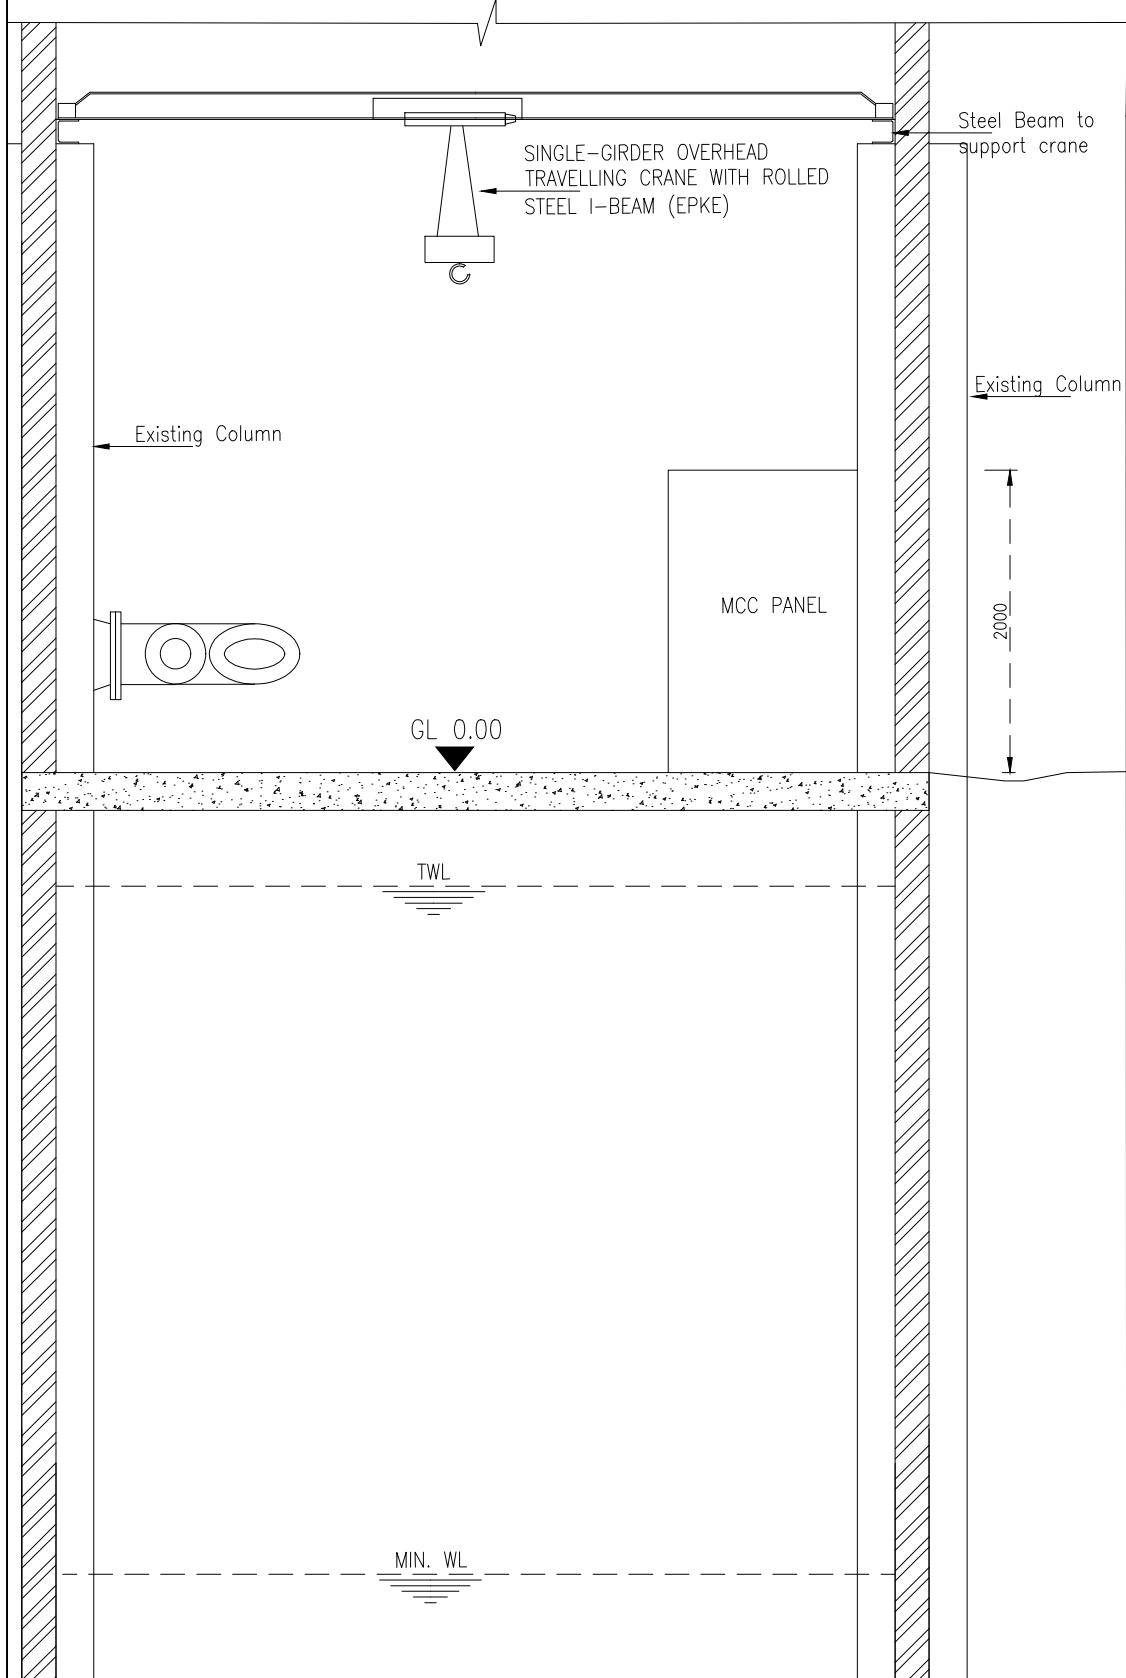 Steel Beam to
support crane
SINGLE-GIRDER OVERHEAD
TRAVELLING CRANE WITH ROLLED
STEEL I-BEAM (EPKE)
Existing Column
Existing Column
MCC PANEL
2000
GL 0.00
TWL
MIN. WL